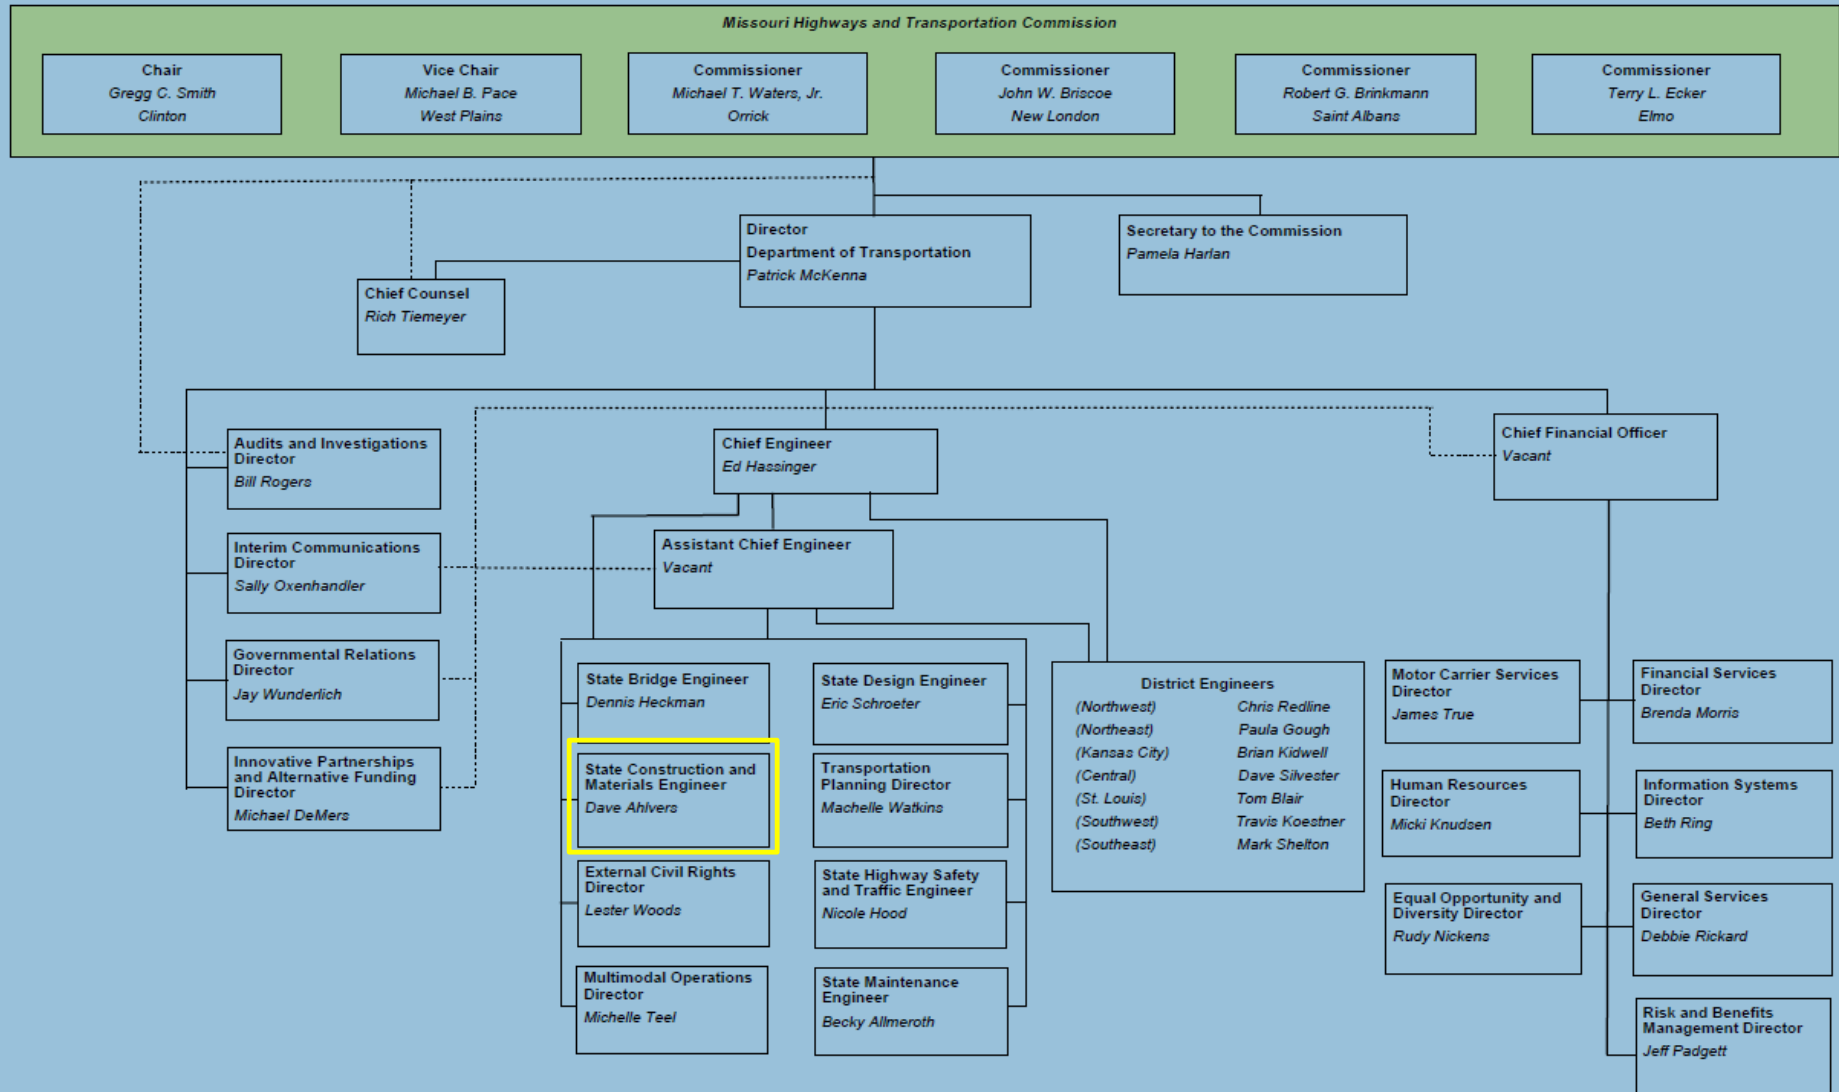 Missouri Highways and Transportation Commission
Chair
Gregg C. Smith
Clinton
Vice Chair
Michael B. Pace
West Plains
Commissioner
Michael T. Waters, Jr.
Orrick
Commissioner
John W. Briscoe
New London
Commissioner
Robert G. Brinkmann
Saint Albans
Commissioner
Terry L. Ecker
Elmo
Director
Department of Transportation
Patrick McKenna
Secretary to the Commission
Pamela Harlan
Chief Counsel
Rich Tiemeyer
Audits and Investigations
Director
Bill Rogers
Chief Engineer
Ed Hassinger
Chief Financial Officer
Vacant
Interim Communications
Director
Sally Oxenhandler
Assistant Chief Engineer
Vacant
Governmental Relations
Director
Jay Wunderlich
Innovative Partnerships
and Alternative Funding
Director
Michael DeMers
State Bridge Engineer
Dennis Heckman
State Design Engineer
Eric Schroeter
State Construction and
Materials Engineer
Dave Ahlvers
Transportation
Planning Director
Machelle Watkins
External Civil Rights
Director
Lester Woods
State Highway Safety
and Traffic Engineer
Nicole Hood
Multimodal Operations
Director
Michelle Teel
State Maintenance
Engineer
Becky Allmeroth
District Engineers
(Northwest) Chris Redline
(Northeast) Paula Gough
(Kansas City) Brian Kidwell
(Central) Dave Silvester
(St. Louis) Tom Blair
(Southwest) Travis Koestner
(Southeast) Mark Shelton
Motor Carrier Services
Director
James True
Financial Services
Director
Brenda Morris
Human Resources
Director
Micki Knudsen
Information Systems
Director
Beth Ring
Equal Opportunity and
Diversity Director
Rudy Nickens
General Services
Director
Debbie Rickard
Risk and Benefits
Management Director
Jeff Padgett